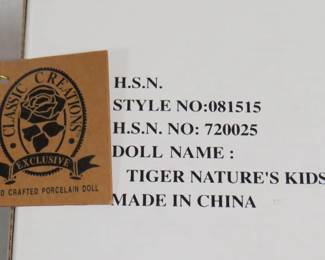 CLASSIC CREATIONS
EXCLUSIVE
D CRAFTED PORCELAIN DOLL
H.S.N.
STYLE NO:081515
H.S.N. NO: 720025
DOLL NAME :
TIGER NATURE'S KIDS
MADE IN CHINA